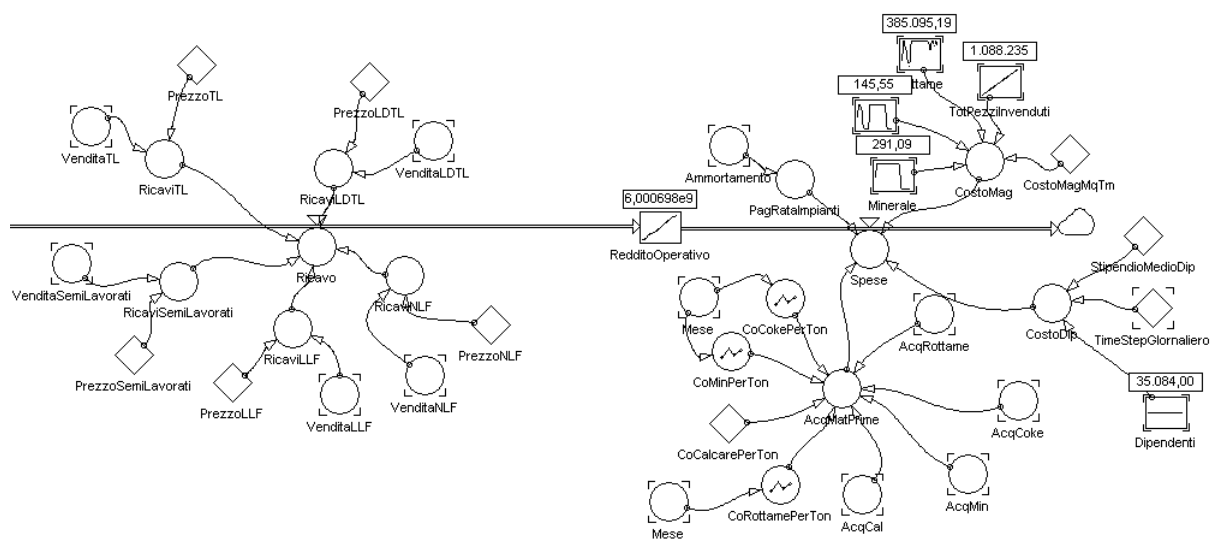 385.095,19
1.088.235
ttame
PrezzoTL
145,55
TotPezziInvenduti
PrezzoLDTL
VenditaTL
291,09
RicaviTL
VenditaLDTL
Ammortamento
CostoMag
CostoMagMqTm
RicaviLDTL
6,000698e9
PagRataImpianti
Minerale
RedditoOperativo
Ricavo
Spese
StipendioMedioDip
VenditaSemiLavorati
RicaviSemiLavorati
RicaviNLF
Mese
CoCokePerTon
AcqRottame
CostoDip
TimeStepGiornaliero
RicaviLLF
PrezzoNLF
PrezzoSemiLavorati
CoMinPerTon
35.084,00
PrezzoLLF
VenditaNLF
AcqMatPrime
VenditaLLF
AcqCoke
Dipendenti
CoCalcarePerTon
Mese
CoRottamePerTon
AcqCal
AcqMin